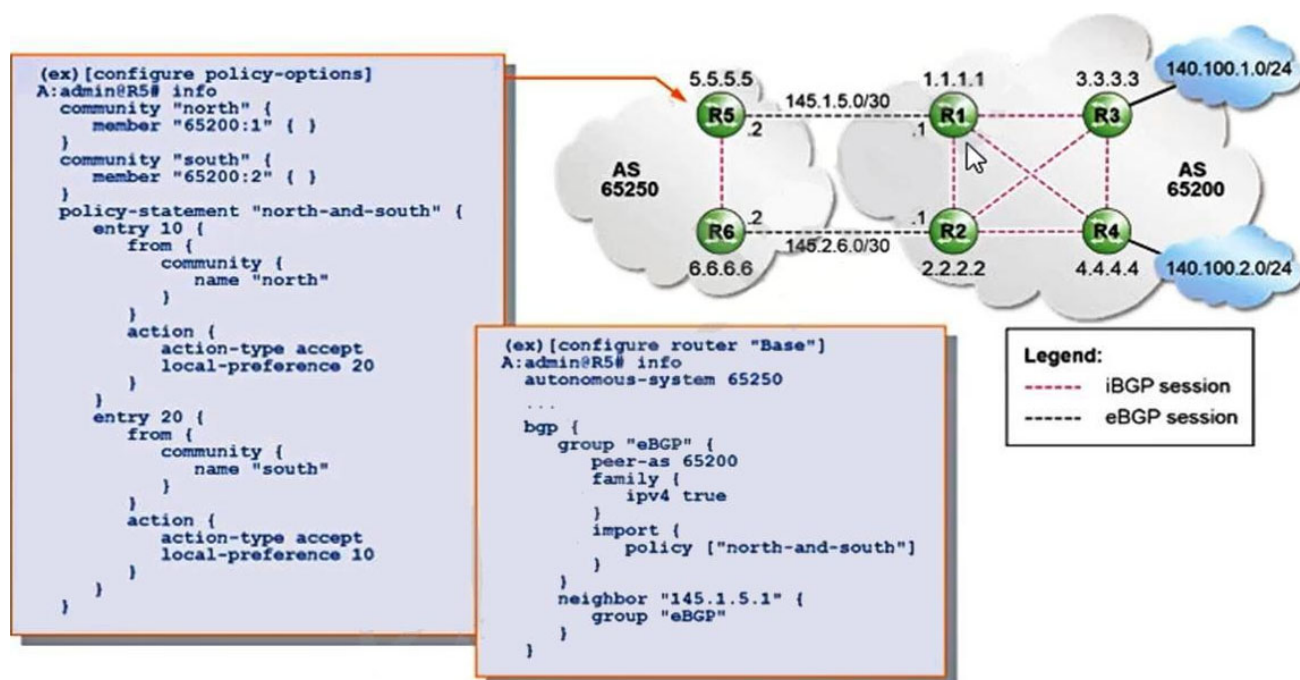 (ex)[configure policy-options]
A:admin@R5# info
community "north" {
member "65200:1" { }
}
community "south" {
member "65200:2" { }
}
policy-statement "north-and-south" {
entry 10 {
from {
community {
name "north"
}
}
action {
action-type accept
local-preference 20
}
}
entry 20 {
from {
community {
name "south"
}
}
action {
action-type accept
local-preference 10
}
}
}
(ex)[configure router "Base"]
A:admin@R5# info
autonomous-system 65250
...
bgp {
group "eBGP" {
peer-as 65200
family {
ipv4 true
}
import {
policy ["north-and-south"]
}
}
neighbor "145.1.5.1" {
group "eBGP"
}
}
5.5.5.5
1.1.1.1
3.3.3.3
140.100.1.0/24
145.1.5.0/30
R5
.2
.1
R1
R3
AS
65250
AS
65200
R6
.2
.1
R2
R4
145.2.6.0/30
6.6.6.6
2.2.2.2
4.4.4.4
140.100.2.0/24
Legend:
iBGP session
eBGP session